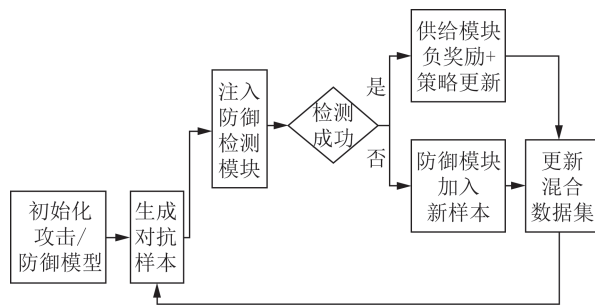 初始化
攻击/
防御模型
生成
对抗
样本
注入
防御
检测
模块
检测
成功
是
否
供给模块
负奖励+
策略更新
防御模块
加入
新样本
更新
混合
数据集